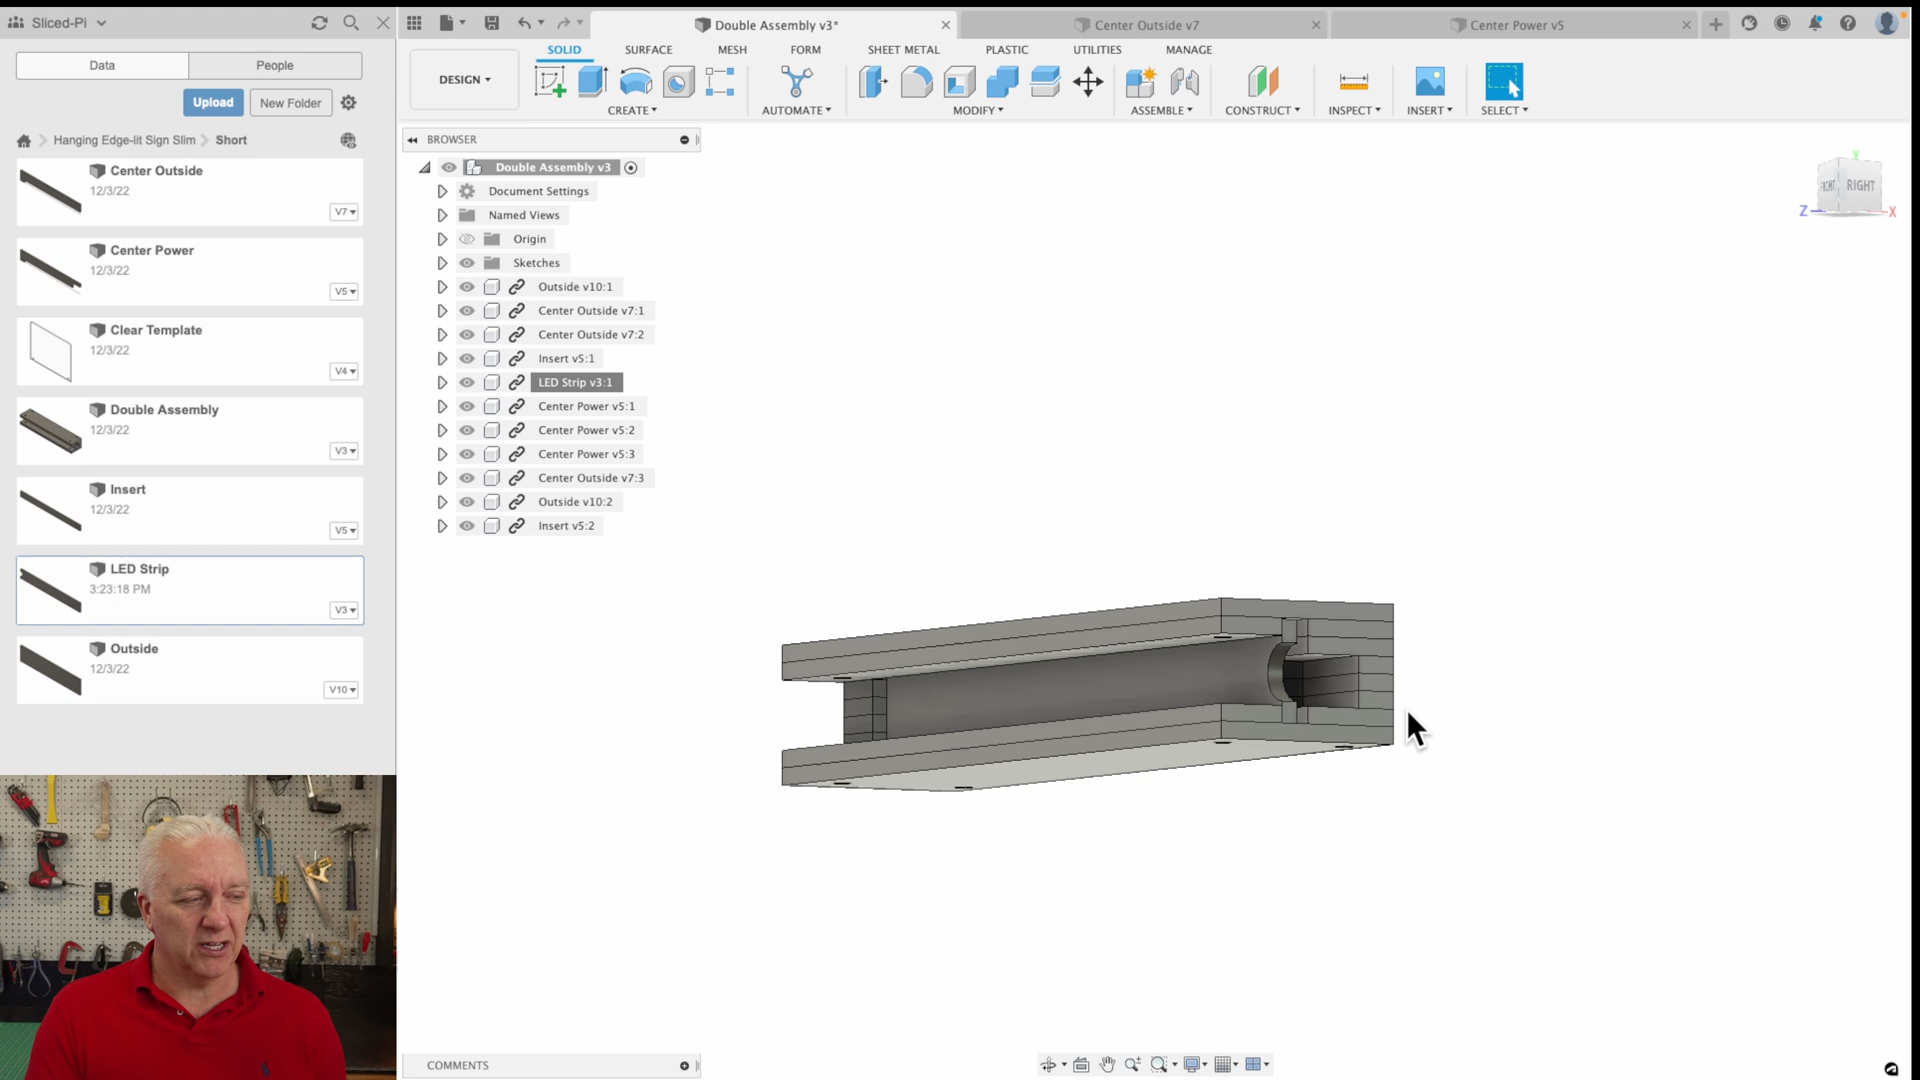 Sliced-Pi
Data
People
Upload
New Folder
Hanging Edge-lit Sign Slim
Short
Center Outside
12/3/22
V7
Center Power
12/3/22
V5
Clear Template
12/3/22
V4
Double Assembly
12/3/22
V3
Insert
12/3/22
V5
LED Strip
3:23:18 PM
V3
Outside
12/3/22
V10
Double Assembly v3*
Center Outside v7
Center Power v5
DESIGN
SOLID
SURFACE
MESH
FORM
SHEET METAL
PLASTIC
UTILITIES
MANAGE
CREATE
AUTOMATE
MODIFY
ASSEMBLE
CONSTRUCT
INSPECT
INSERT
SELECT
BROWSER
Double Assembly v3
Document Settings
Named Views
Origin
Sketches
Outside v10:1
Center Outside v7:1
Center Outside v7:2
Insert v5:1
LED Strip v3:1
Center Power v5:1
Center Power v5:2
Center Power v5:3
Center Outside v7:3
Outside v10:2
Insert v5:2
Y
FRONT
RIGHT
Z
X
COMMENTS